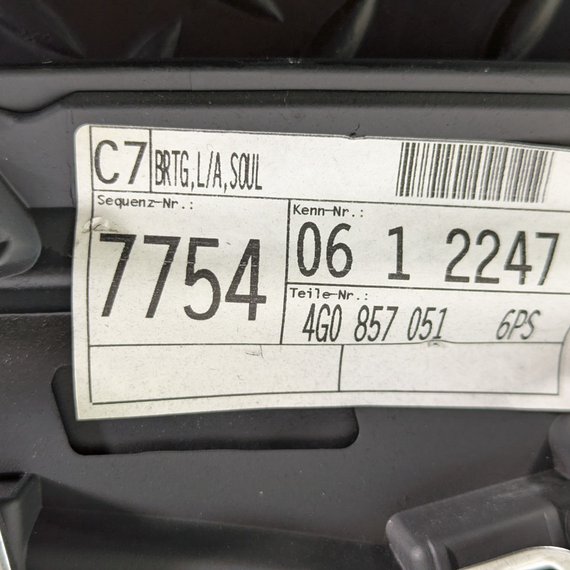 C7 BRTG,L/A,SOUL
Sequenz-Nr.:
7754
Kenn-Nr.:
06 1 2247
Teile-Nr.:
4G0 857 051 6PS